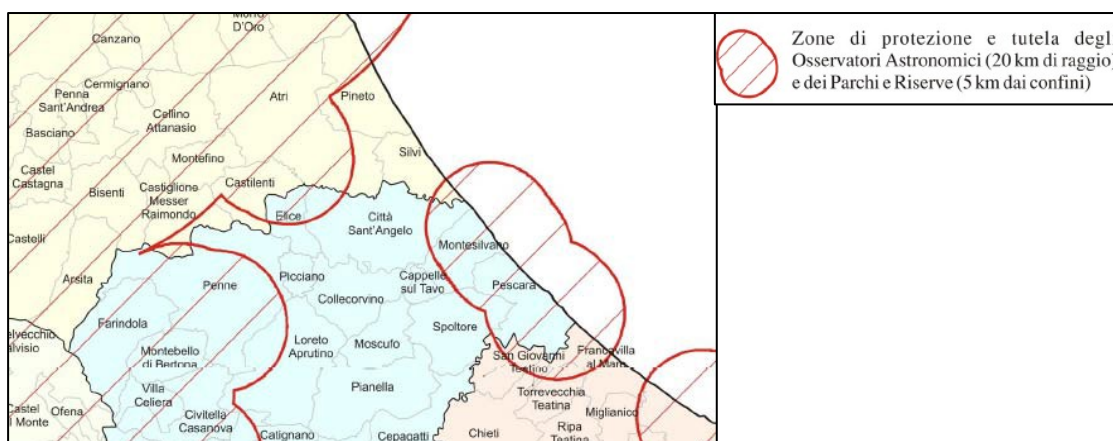 D'Oro
Canzano
Cermignano
Penna
Sant'Andrea
Atri
Pineto
Cellino
Attanasio
Basciano
Montefino
Silvi
Castel
Castagna
Bisenti
Castiglione
Messer
Raimondo
Castilenti
Elice
Città
Sant'Angelo
Castelli
Montesilvano
Arsita
Penne
Picciano
Cappelle
sul Tavo
Pescara
Collecorvino
Farindola
Spoltore
Loreto
Aprutino
Moscufo
Montebello
di Bertona
San Giovanni
Teatino
Francavilla
al Mare
Villa
Celiera
Pianella
Torrevecchia
Teatina
Miglianico
Castel
Ofena
Civitella
Casanova
del Monte
Catignano
Cepagatti
Chieti
Ripa
Teatina
Zone di protezione e tutela degli
Osservatori Astronomici (20 km di raggio)
e dei Parchi e Riserve (5 km dai confini)